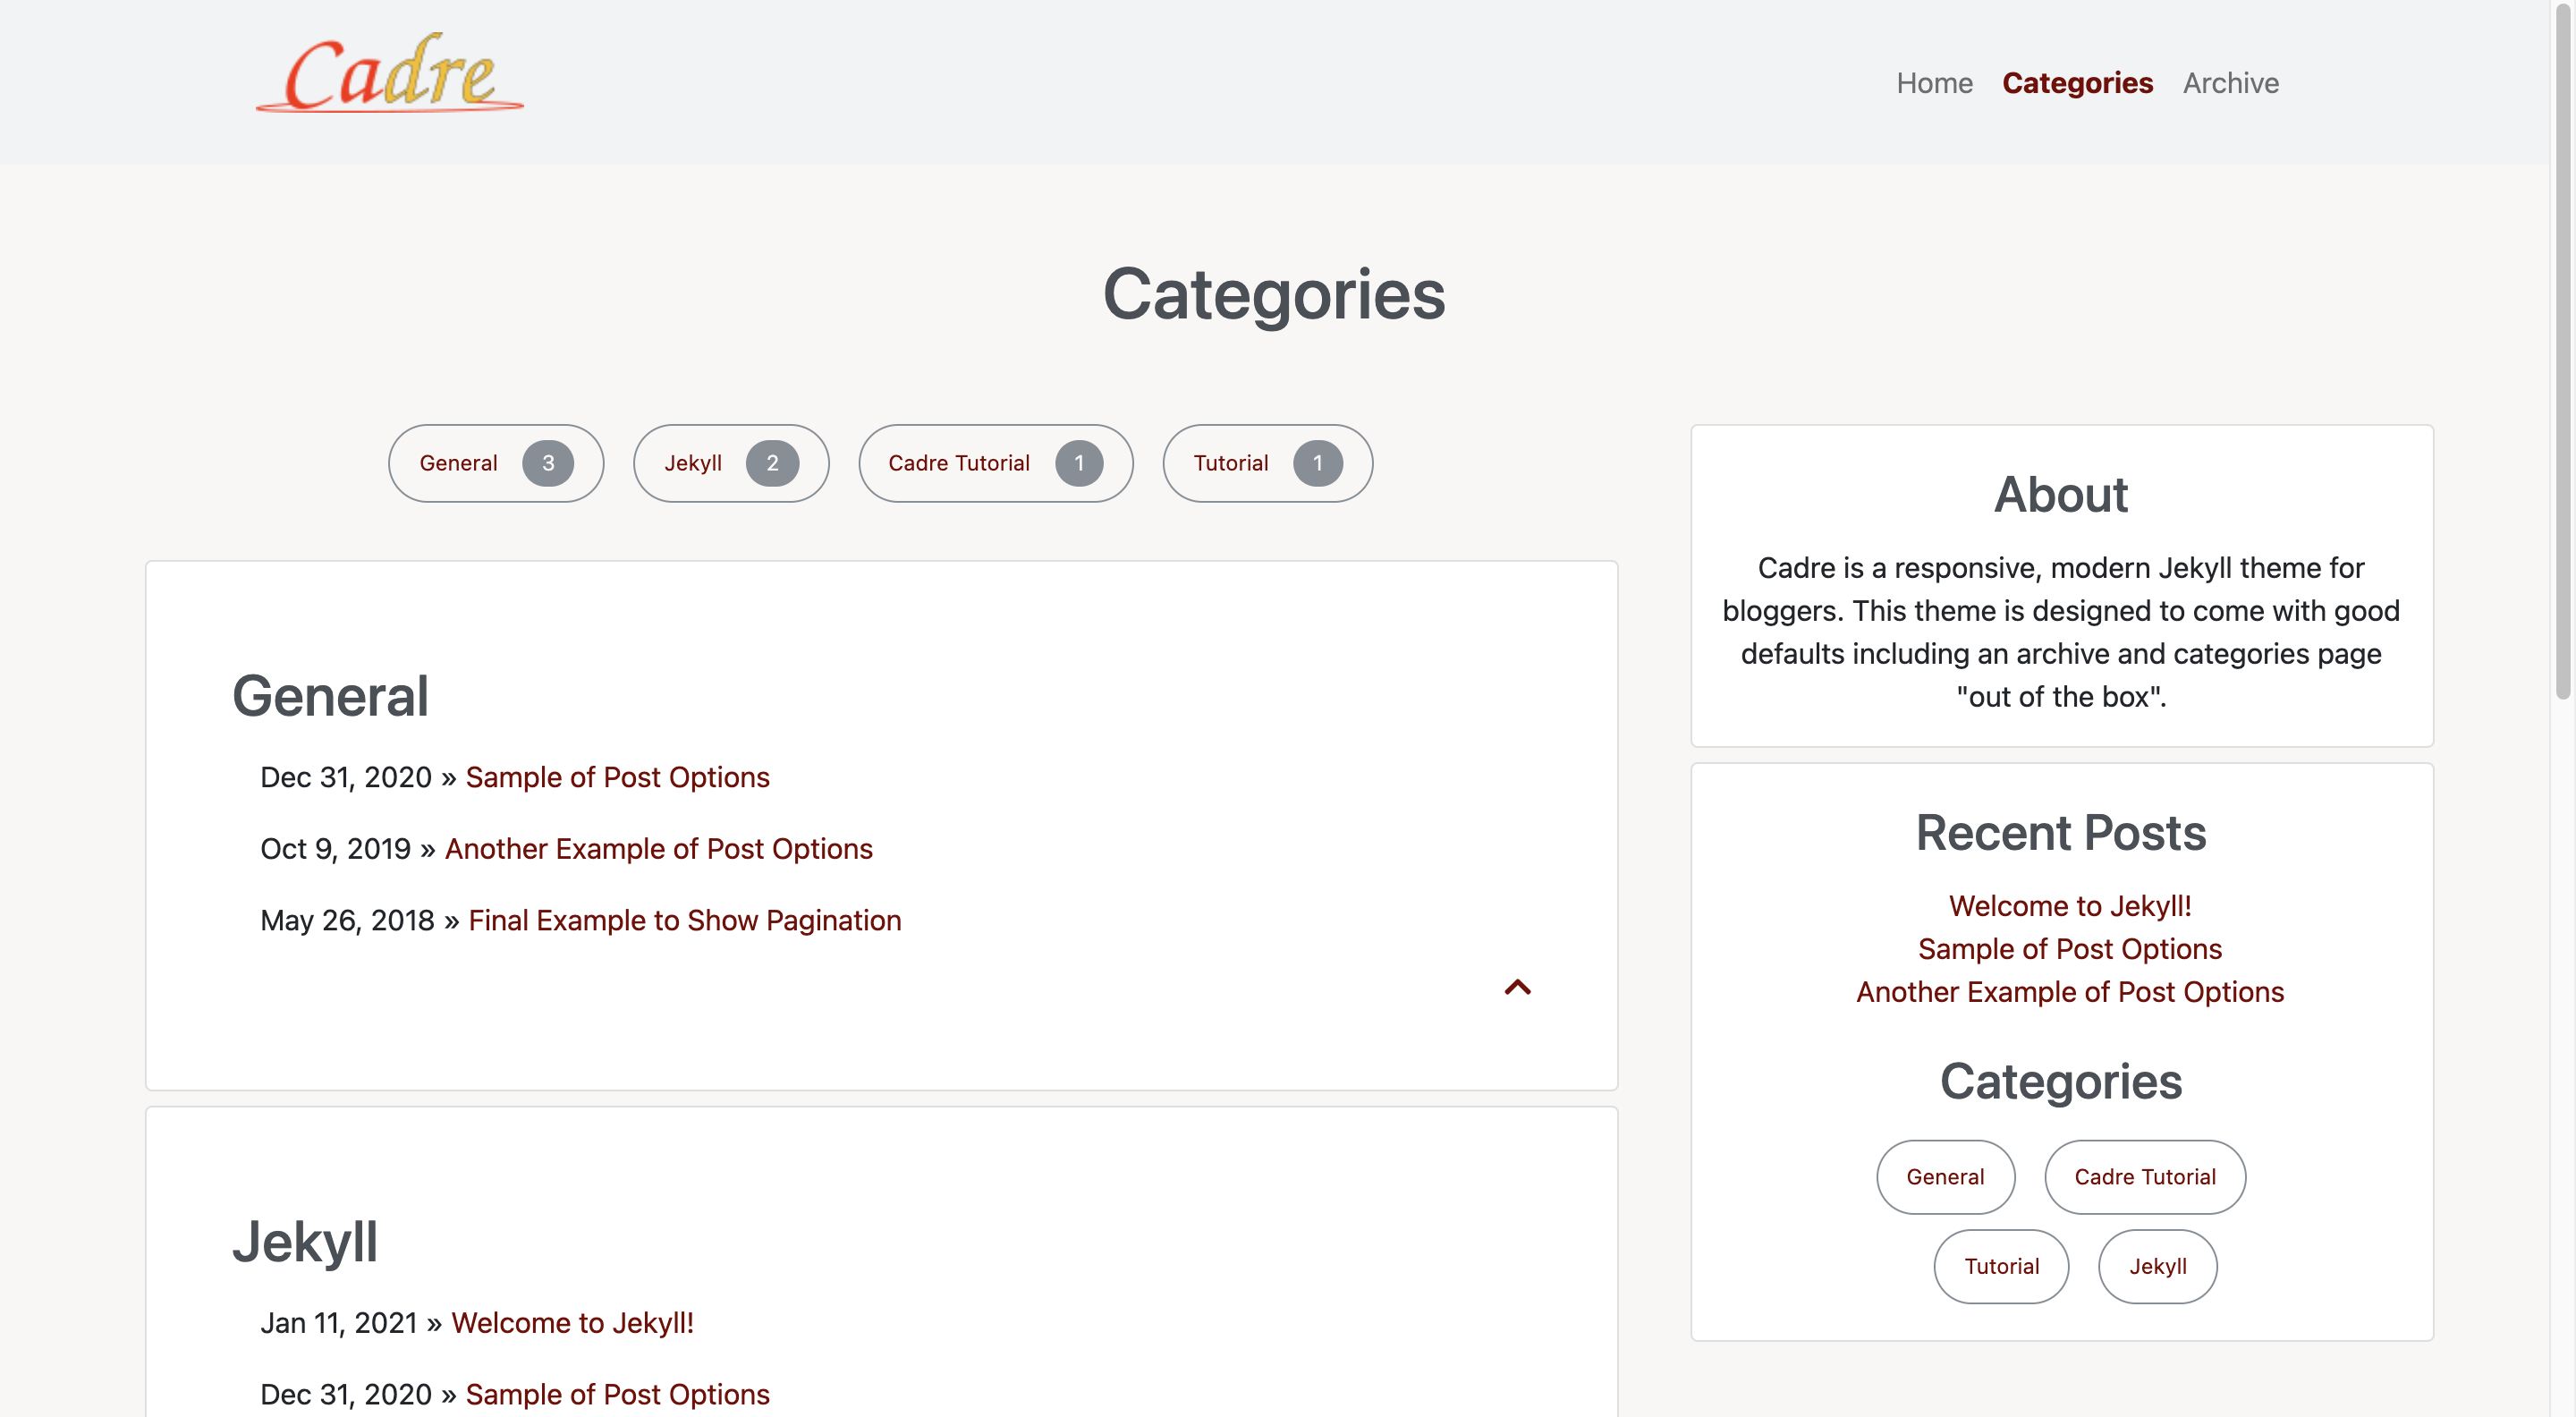 Cadre
Home Categories Archive
Categories
General 3 Jekyll 2 Cadre Tutorial 1 Tutorial 1
General
Dec 31, 2020 » Sample of Post Options
Oct 9, 2019 » Another Example of Post Options
May 26, 2018 » Final Example to Show Pagination
Jekyll
Jan 11, 2021 » Welcome to Jekyll!
Dec 31, 2020 » Sample of Post Options
About
Cadre is a responsive, modern Jekyll theme for
bloggers. This theme is designed to come with good
defaults including an archive and categories page
"out of the box".
Recent Posts
Welcome to Jekyll!
Sample of Post Options
Another Example of Post Options
Categories
General Cadre Tutorial
Tutorial Jekyll